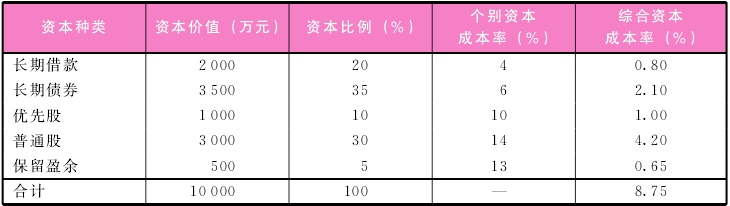 资本种类 资本价值（万元） 资本比例（%） 个别资本成本率（%） 综合资本成本率（%）
长期借款 2 000 20 4 0.80
长期债券 3 500 35 6 2.10
优先股 1 000 10 10 1.00
普通股 3 000 30 14 4.20
保留盈余 500 5 13 0.65
合计 10 000 100 — 8.75